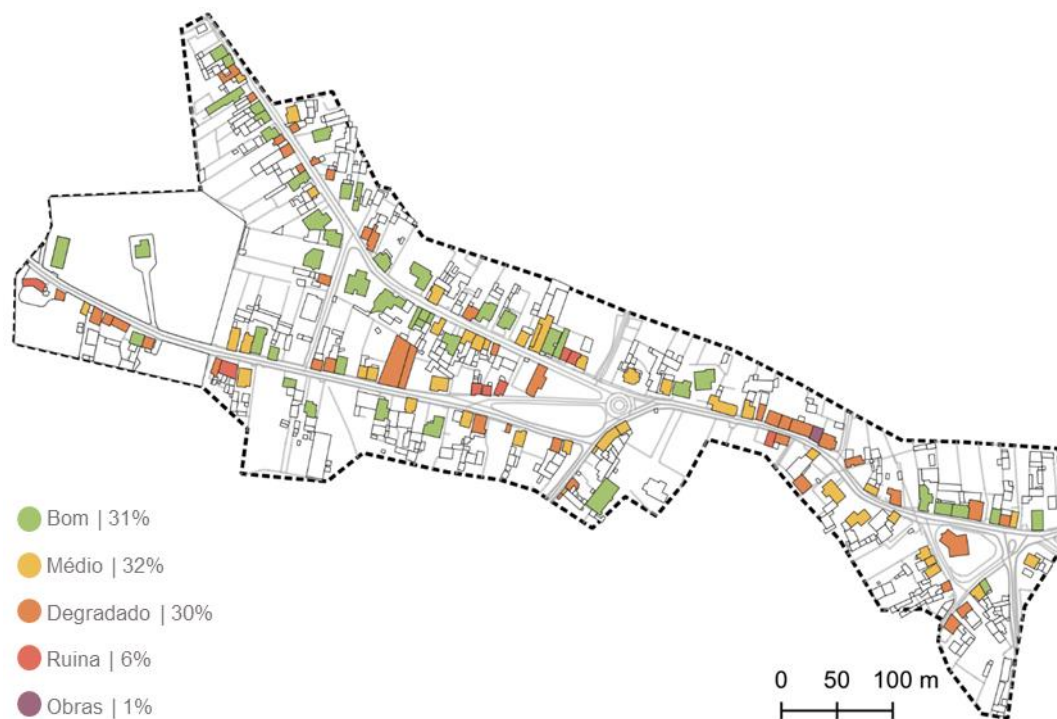 Bom | 31%
Médio | 32%
Degradado | 30%
Ruina | 6%
Obras | 1%
0 50 100 m